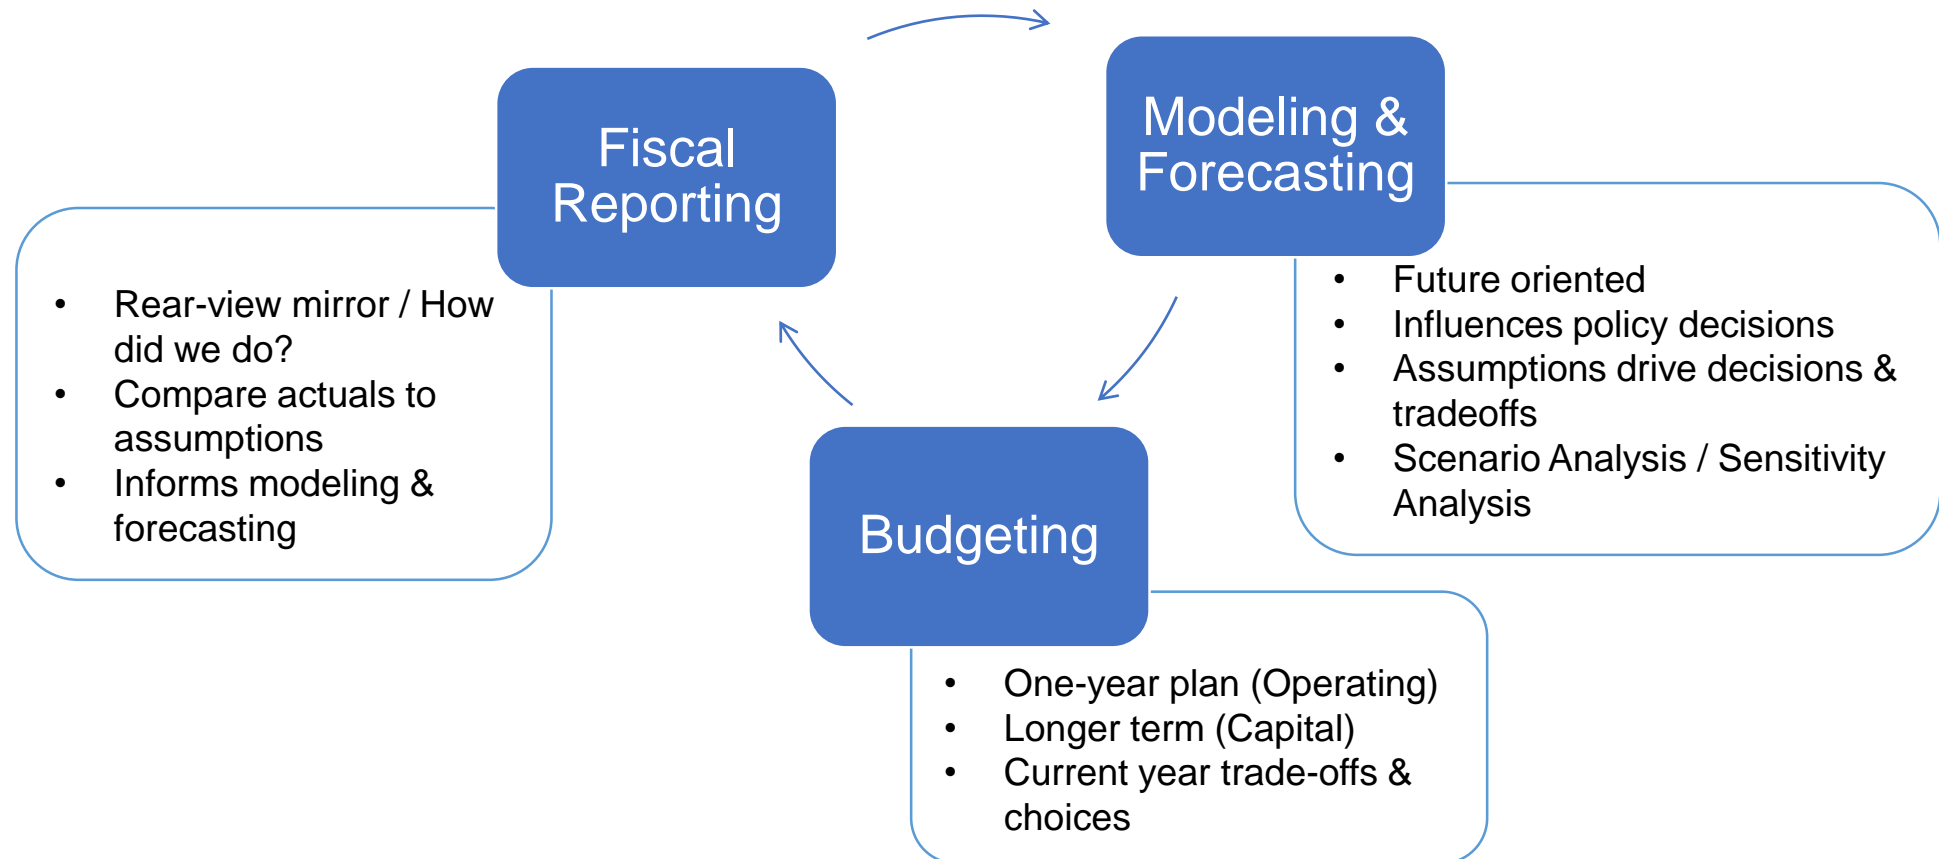 Fiscal
Reporting
• Rear-view mirror / How
did we do?
• Compare actuals to
assumptions
• Informs modeling &
forecasting
Modeling &
Forecasting
• Future oriented
• Influences policy decisions
• Assumptions drive decisions &
tradeoffs
• Scenario Analysis / Sensitivity
Analysis
Budgeting
• One-year plan (Operating)
• Longer term (Capital)
• Current year trade-offs &
choices